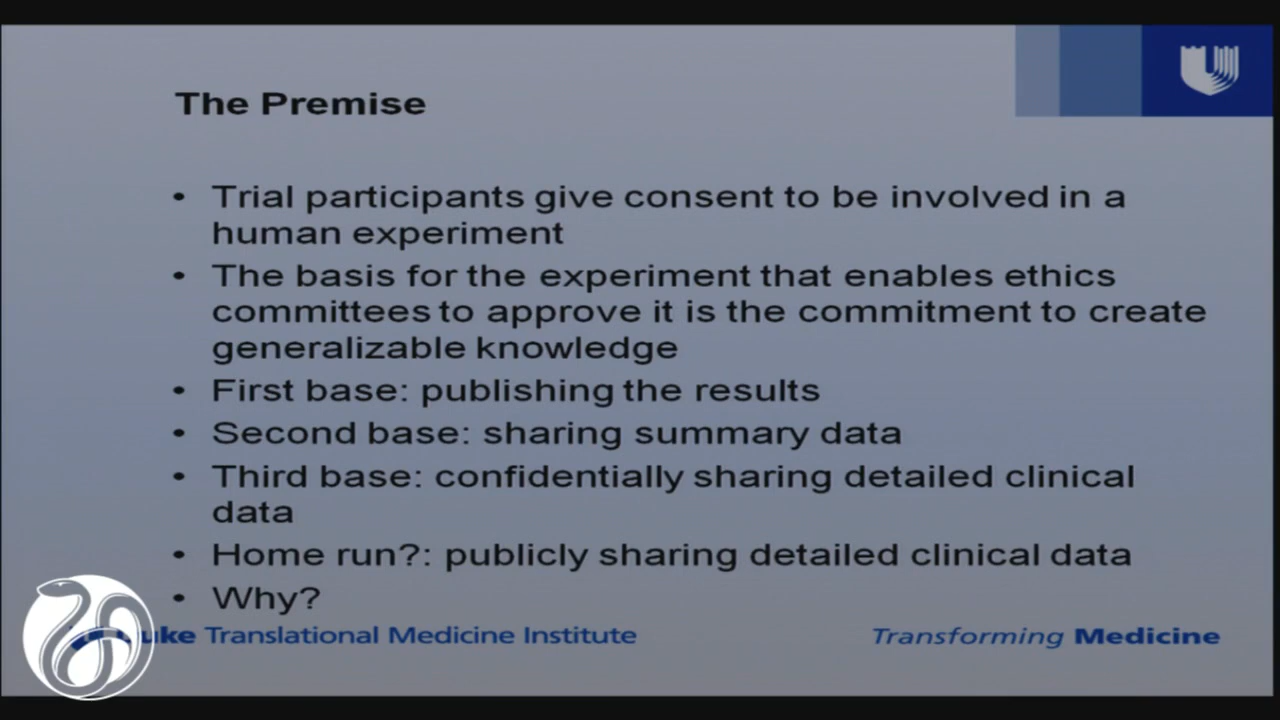 The Premise
• Trial participants give consent to be involved in a
human experiment
• The basis for the experiment that enables ethics
committees to approve it is the commitment to create
generalizable knowledge
• First base: publishing the results
• Second base: sharing summary data
• Third base: confidentially sharing detailed clinical
data
• Home run?: publicly sharing detailed clinical data
• Why?
uke Translational Medicine Institute
Transforming Medicine